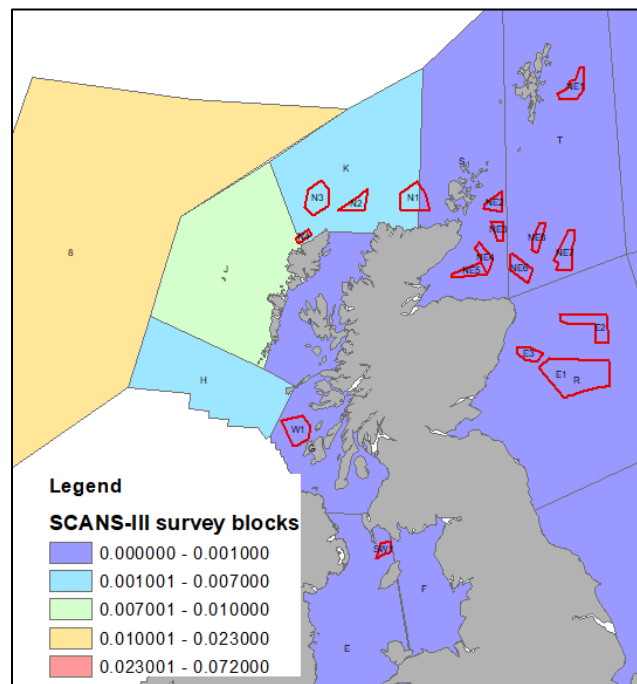 NE1
T
K
S
N3
N2
N1
NE2
NE3
8
J
NE4
NE5
NE6
NE7
E2
E3
E1
R
H
W1
G
Legend
SCANS-III survey blocks
0.000000 - 0.001000
0.001001 - 0.007000
0.007001 - 0.010000
0.010001 - 0.023000
0.023001 - 0.072000
F
E